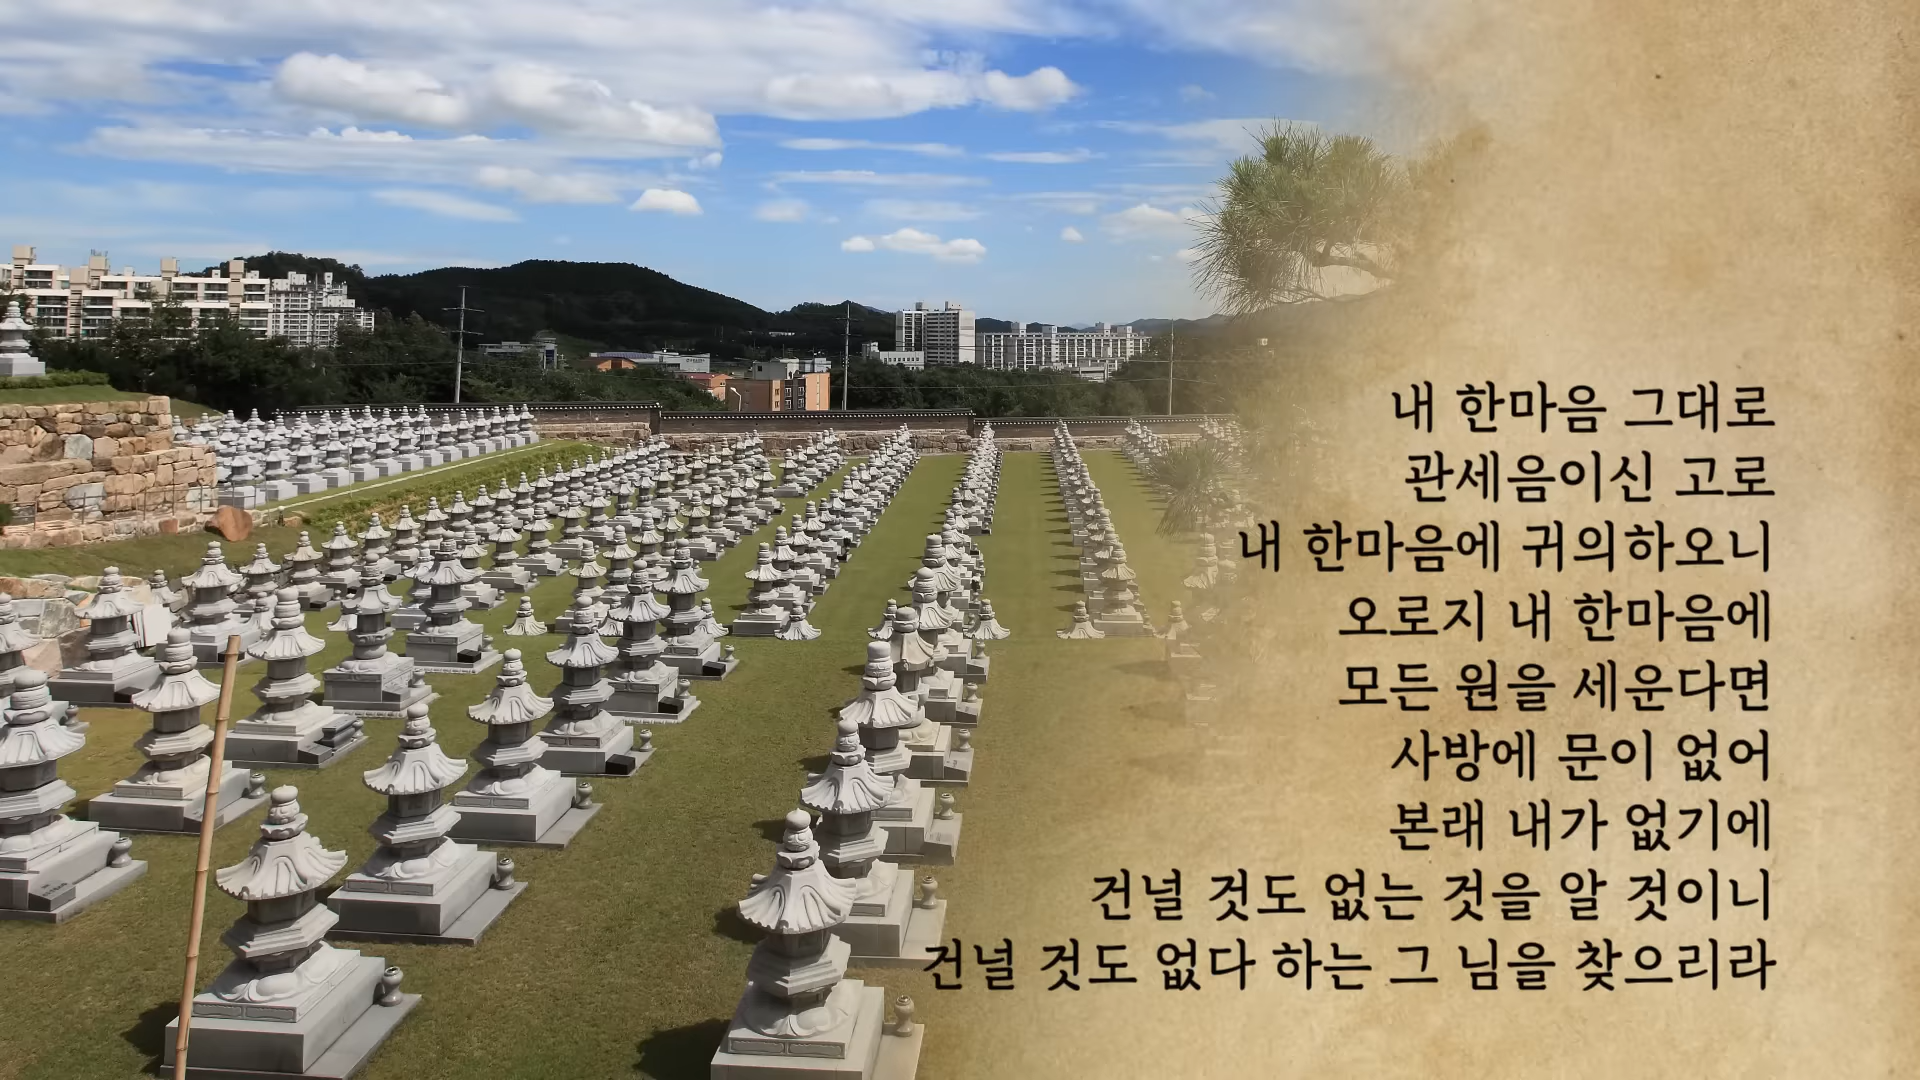 내 한마음 그대로
관세음이신 고로
내 한마음에 귀의하오니
오로지 내 한마음에
모든 원을 세운다면
사방에 문이 없어
본래 내가 없기에
건널 것도 없는 것을 알 것이니
건널 것도 없다 하는 그 님을 찾으리라